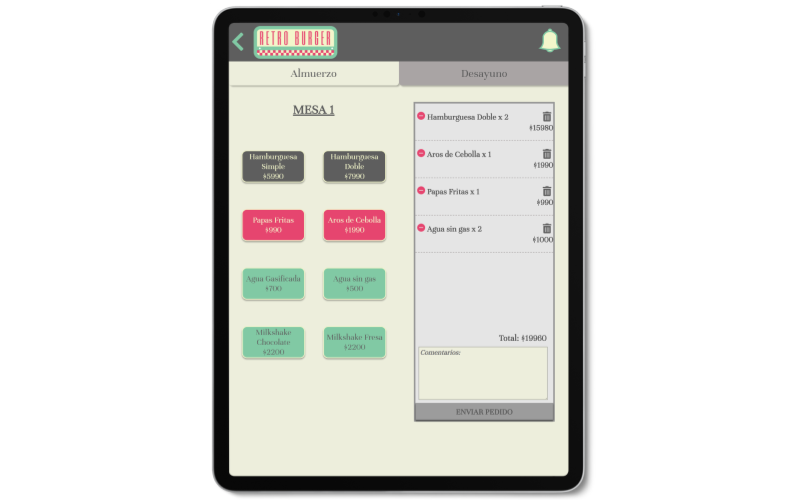 RETRO BURGER
Almuerzo
Desayuno
MESA 1
Hamburguesa
Simple
$5990
Hamburguesa
Doble
$7990
Papas Fritas
$990
Aros de Cebolla
$1990
Agua Gasificada
$700
Agua sin gas
$500
Milkshake
Chocolate
$2200
Milkshake Fresa
$2200
Hamburguesa Doble x 2
$15980
Aros de Cebolla x 1
$1990
Papas Fritas x 1
$990
Agua sin gas x 2
$1000
Total: $19960
Comentarios:
ENVIAR PEDIDO